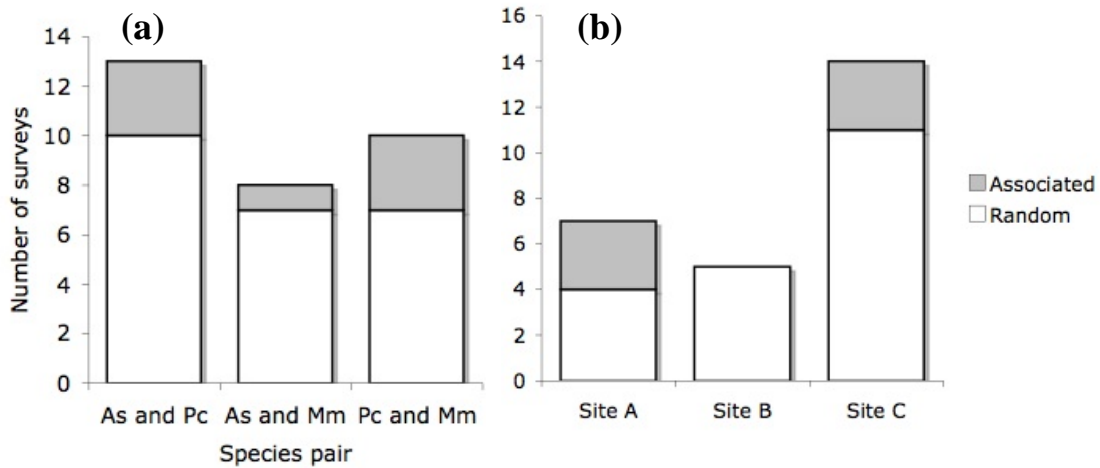 (a)
14
12
10
8
6
4
2
0
Number of surveys
As and Pc
As and Mm
Pc and Mm
Species pair
(b)
16
14
12
10
8
6
4
2
0
Site A
Site B
Site C
Associated
Random